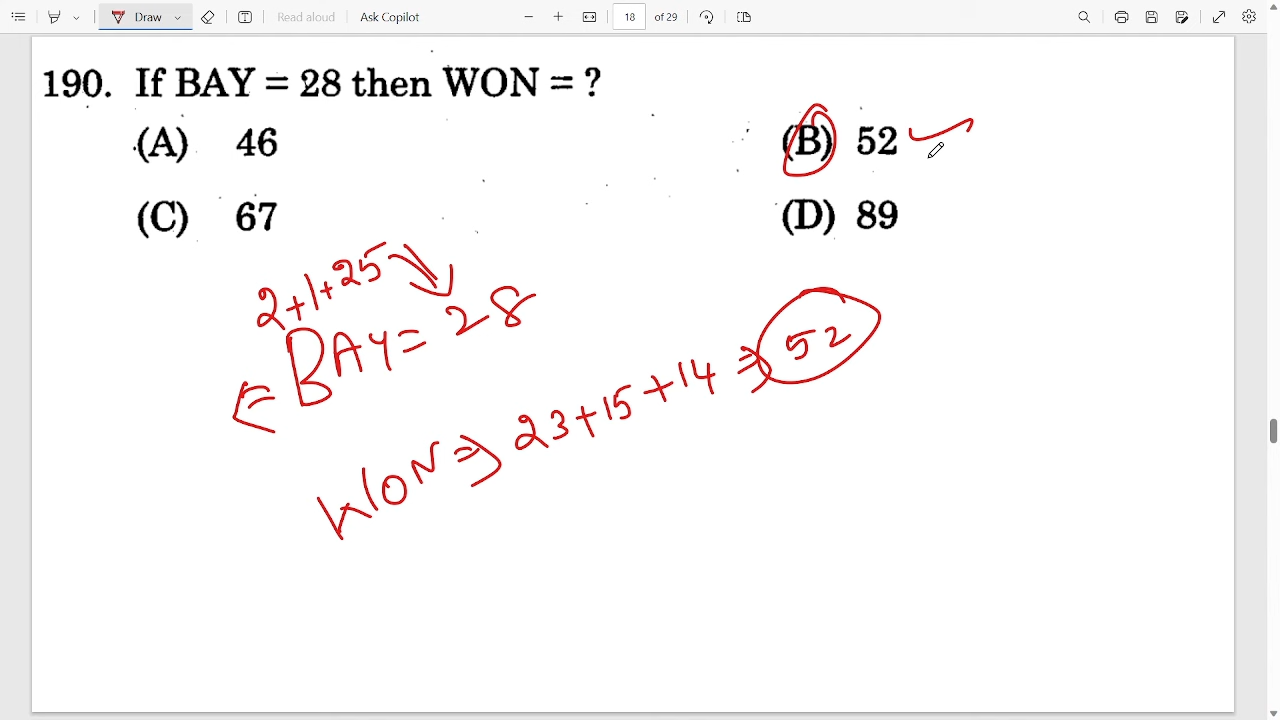 Draw Read aloud Ask Copilot 18 of 29
190. If BAY = 28 then WON = ?
(A) 46 (B) 52
(C) 67 (D) 89
2+1+25
BAY = 28
WON ⇒ 23+15+14 ⇒ 52